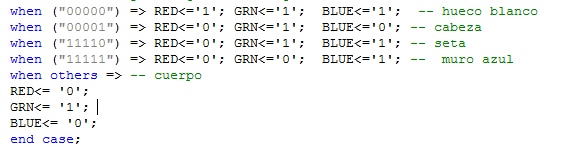 when ("00000") => RED<='1'; GRN<='1'; BLUE<='1'; -- hueco blanco
when ("00001") => RED<='0'; GRN<='1'; BLUE<='0'; -- cabeza
when ("11110") => RED<='0'; GRN<='1'; BLUE<='1'; -- seta
when ("11111") => RED<='0'; GRN<='0'; BLUE<='1'; -- muro azul
when others => -- cuerpo
RED<= '0';
GRN<= '1';
BLUE<= '0';
end case;